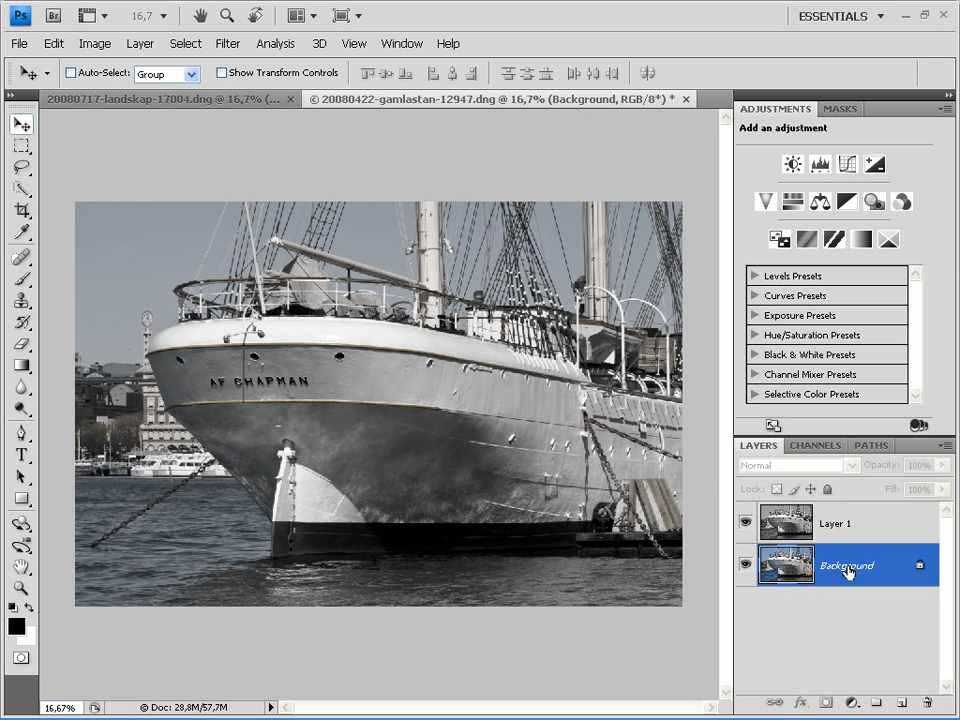 Ps Br 16,7 ESSENTIALS
File Edit Image Layer Select Filter Analysis 3D View Window Help
Auto-Select: Group Show Transform Controls
20080717-landskap-17004.dng @ 16,7% (... × © 20080422-gamlastan-12947.dng @ 16,7% (Background, RGB/8*) * ×
ADJUSTMENTS MASKS
Add an adjustment
Levels Presets
Curves Presets
Exposure Presets
Hue/Saturation Presets
Black & White Presets
Channel Mixer Presets
Selective Color Presets
AF CHAPMAN
LAYERS CHANNELS PATHS
Normal Opacity: 100%
Lock: Fill: 100%
Layer 1
Background
16,67% © Doc: 28,8M/57,7M